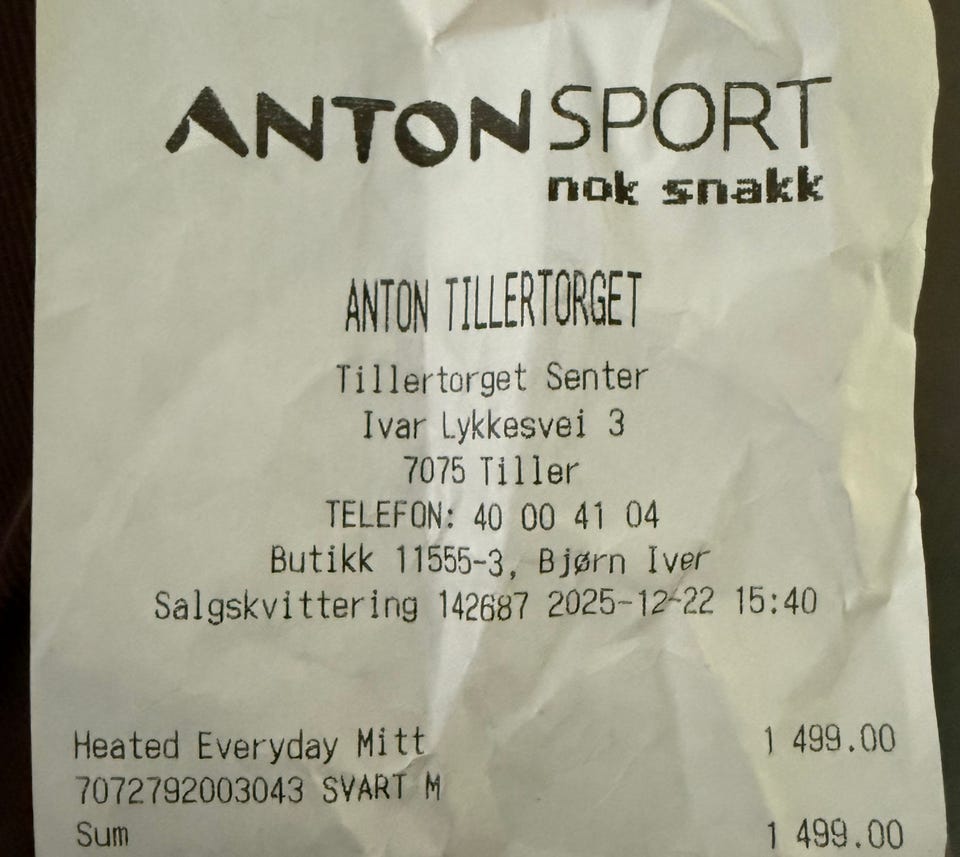 ANTON SPORT
nok snakk
ANTON TILLERTORGET
Tillertorget Senter
Ivar Lykkesvei 3
7075 Tiller
TELEFON: 40 00 41 04
Butikk 11555-3, Bjørn Iver
Salgskvittering 142687 2025-12-22 15:40
Heated Everyday Mitt 1 499.00
7072792003043 SVART M
Sum 1 499.00